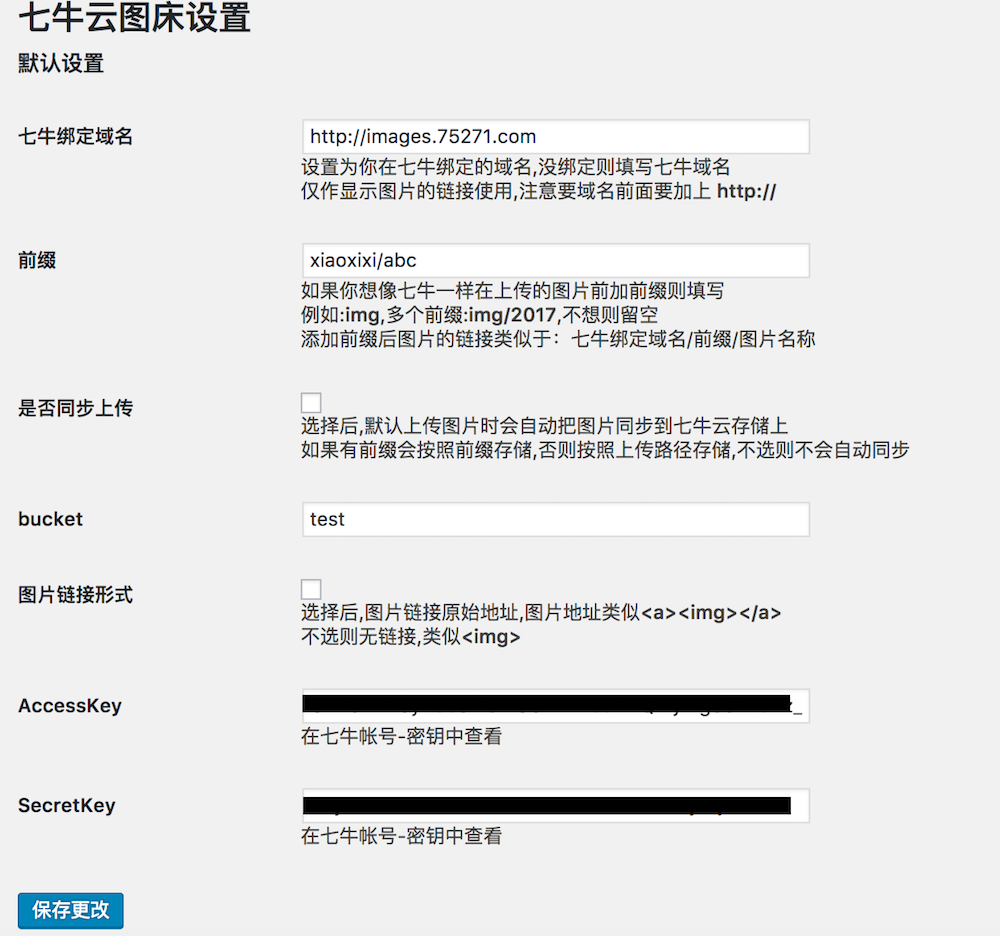 七牛云图床设置
默认设置
七牛绑定域名
http://images.75271.com
设置为你在七牛绑定的域名,没绑定则填写七牛域名
仅作显示图片的链接使用,注意要域名前面要加上 http://
前缀
xiaoxixi/abc
如果你想像七牛一样在上传的图片前加前缀则填写
例如:img,多个前缀:img/2017,不想则留空
添加前缀后图片的链接类似于：七牛绑定域名/前缀/图片名称
是否同步上传
选择后,默认上传图片时会自动把图片同步到七牛云存储上
如果有前缀会按照前缀存储,否则按照上传路径存储,不选则不会自动同步
bucket
test
图片链接形式
选择后,图片链接原始地址,图片地址类似<a><img></a>
不选则无链接,类似<img>
AccessKey
在七牛帐号-密钥中查看
SecretKey
在七牛帐号-密钥中查看
保存更改